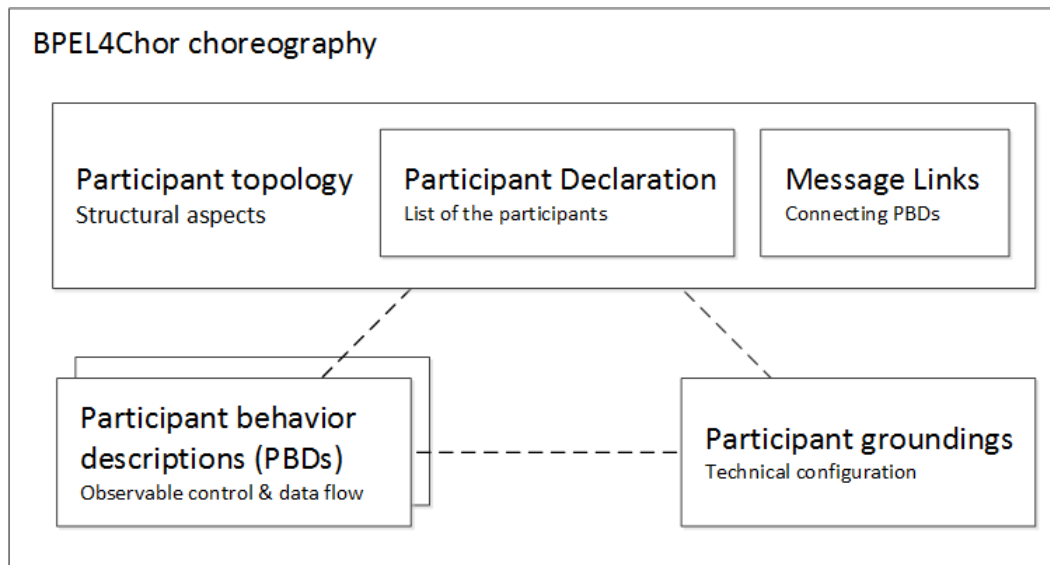 BPEL4Chor choreography
Participant topology
Structural aspects
Participant Declaration
List of the participants
Message Links
Connecting PBDs
Participant behavior
descriptions (PBDs)
Observable control & data flow
Participant groundings
Technical configuration